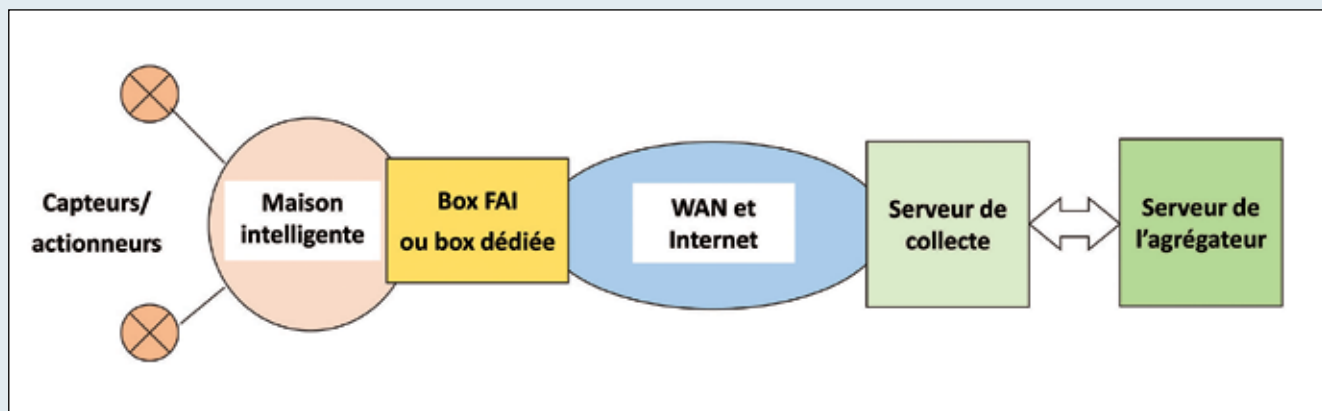 Capteurs/
actionneurs
Maison
intelligente
Box FAI
ou box dédiée
WAN et
Internet
Serveur de
collecte
Serveur de
l'agrégateur